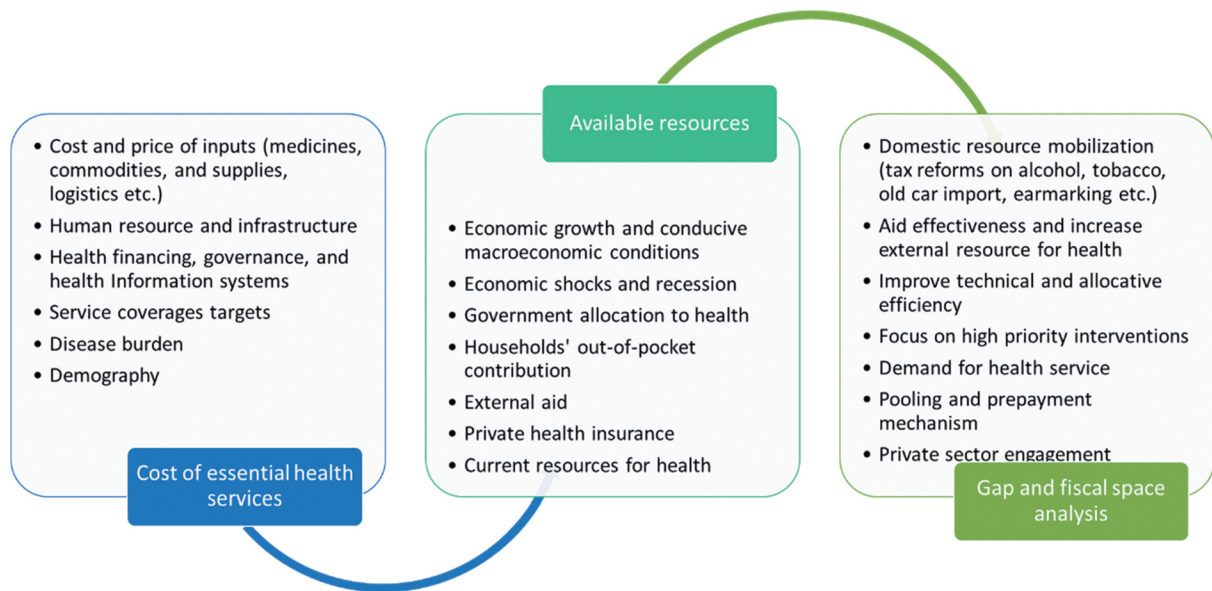 • Cost and price of inputs (medicines,
commodities, and supplies,
logistics etc.)
• Human resource and infrastructure
• Health financing, governance, and
health Information systems
• Service coverages targets
• Disease burden
• Demography
Cost of essential health
services
Available resources
• Economic growth and conducive
macroeconomic conditions
• Economic shocks and recession
• Government allocation to health
• Households' out-of-pocket
contribution
• External aid
• Private health insurance
• Current resources for health
• Domestic resource mobilization
(tax reforms on alcohol, tobacco,
old car import, earmarking etc.)
• Aid effectiveness and increase
external resource for health
• Improve technical and allocative
efficiency
• Focus on high priority interventions
• Demand for health service
• Pooling and prepayment
mechanism
• Private sector engagement
Gap and fiscal space
analysis